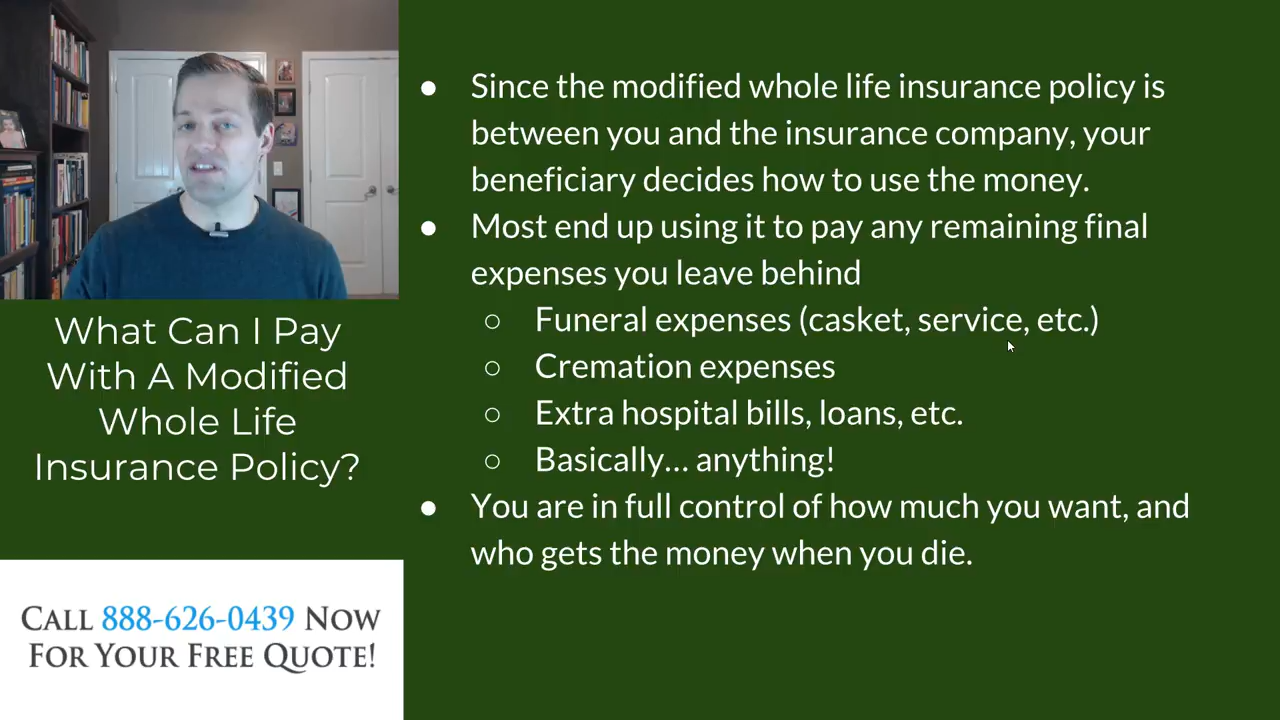 What Can I Pay
With A Modified
Whole Life
Insurance Policy?
Call 888-626-0439 Now
For Your Free Quote!
● Since the modified whole life insurance policy is
between you and the insurance company, your
beneficiary decides how to use the money.
● Most end up using it to pay any remaining final
expenses you leave behind
○ Funeral expenses (casket, service, etc.)
○ Cremation expenses
○ Extra hospital bills, loans, etc.
○ Basically... anything!
● You are in full control of how much you want, and
who gets the money when you die.